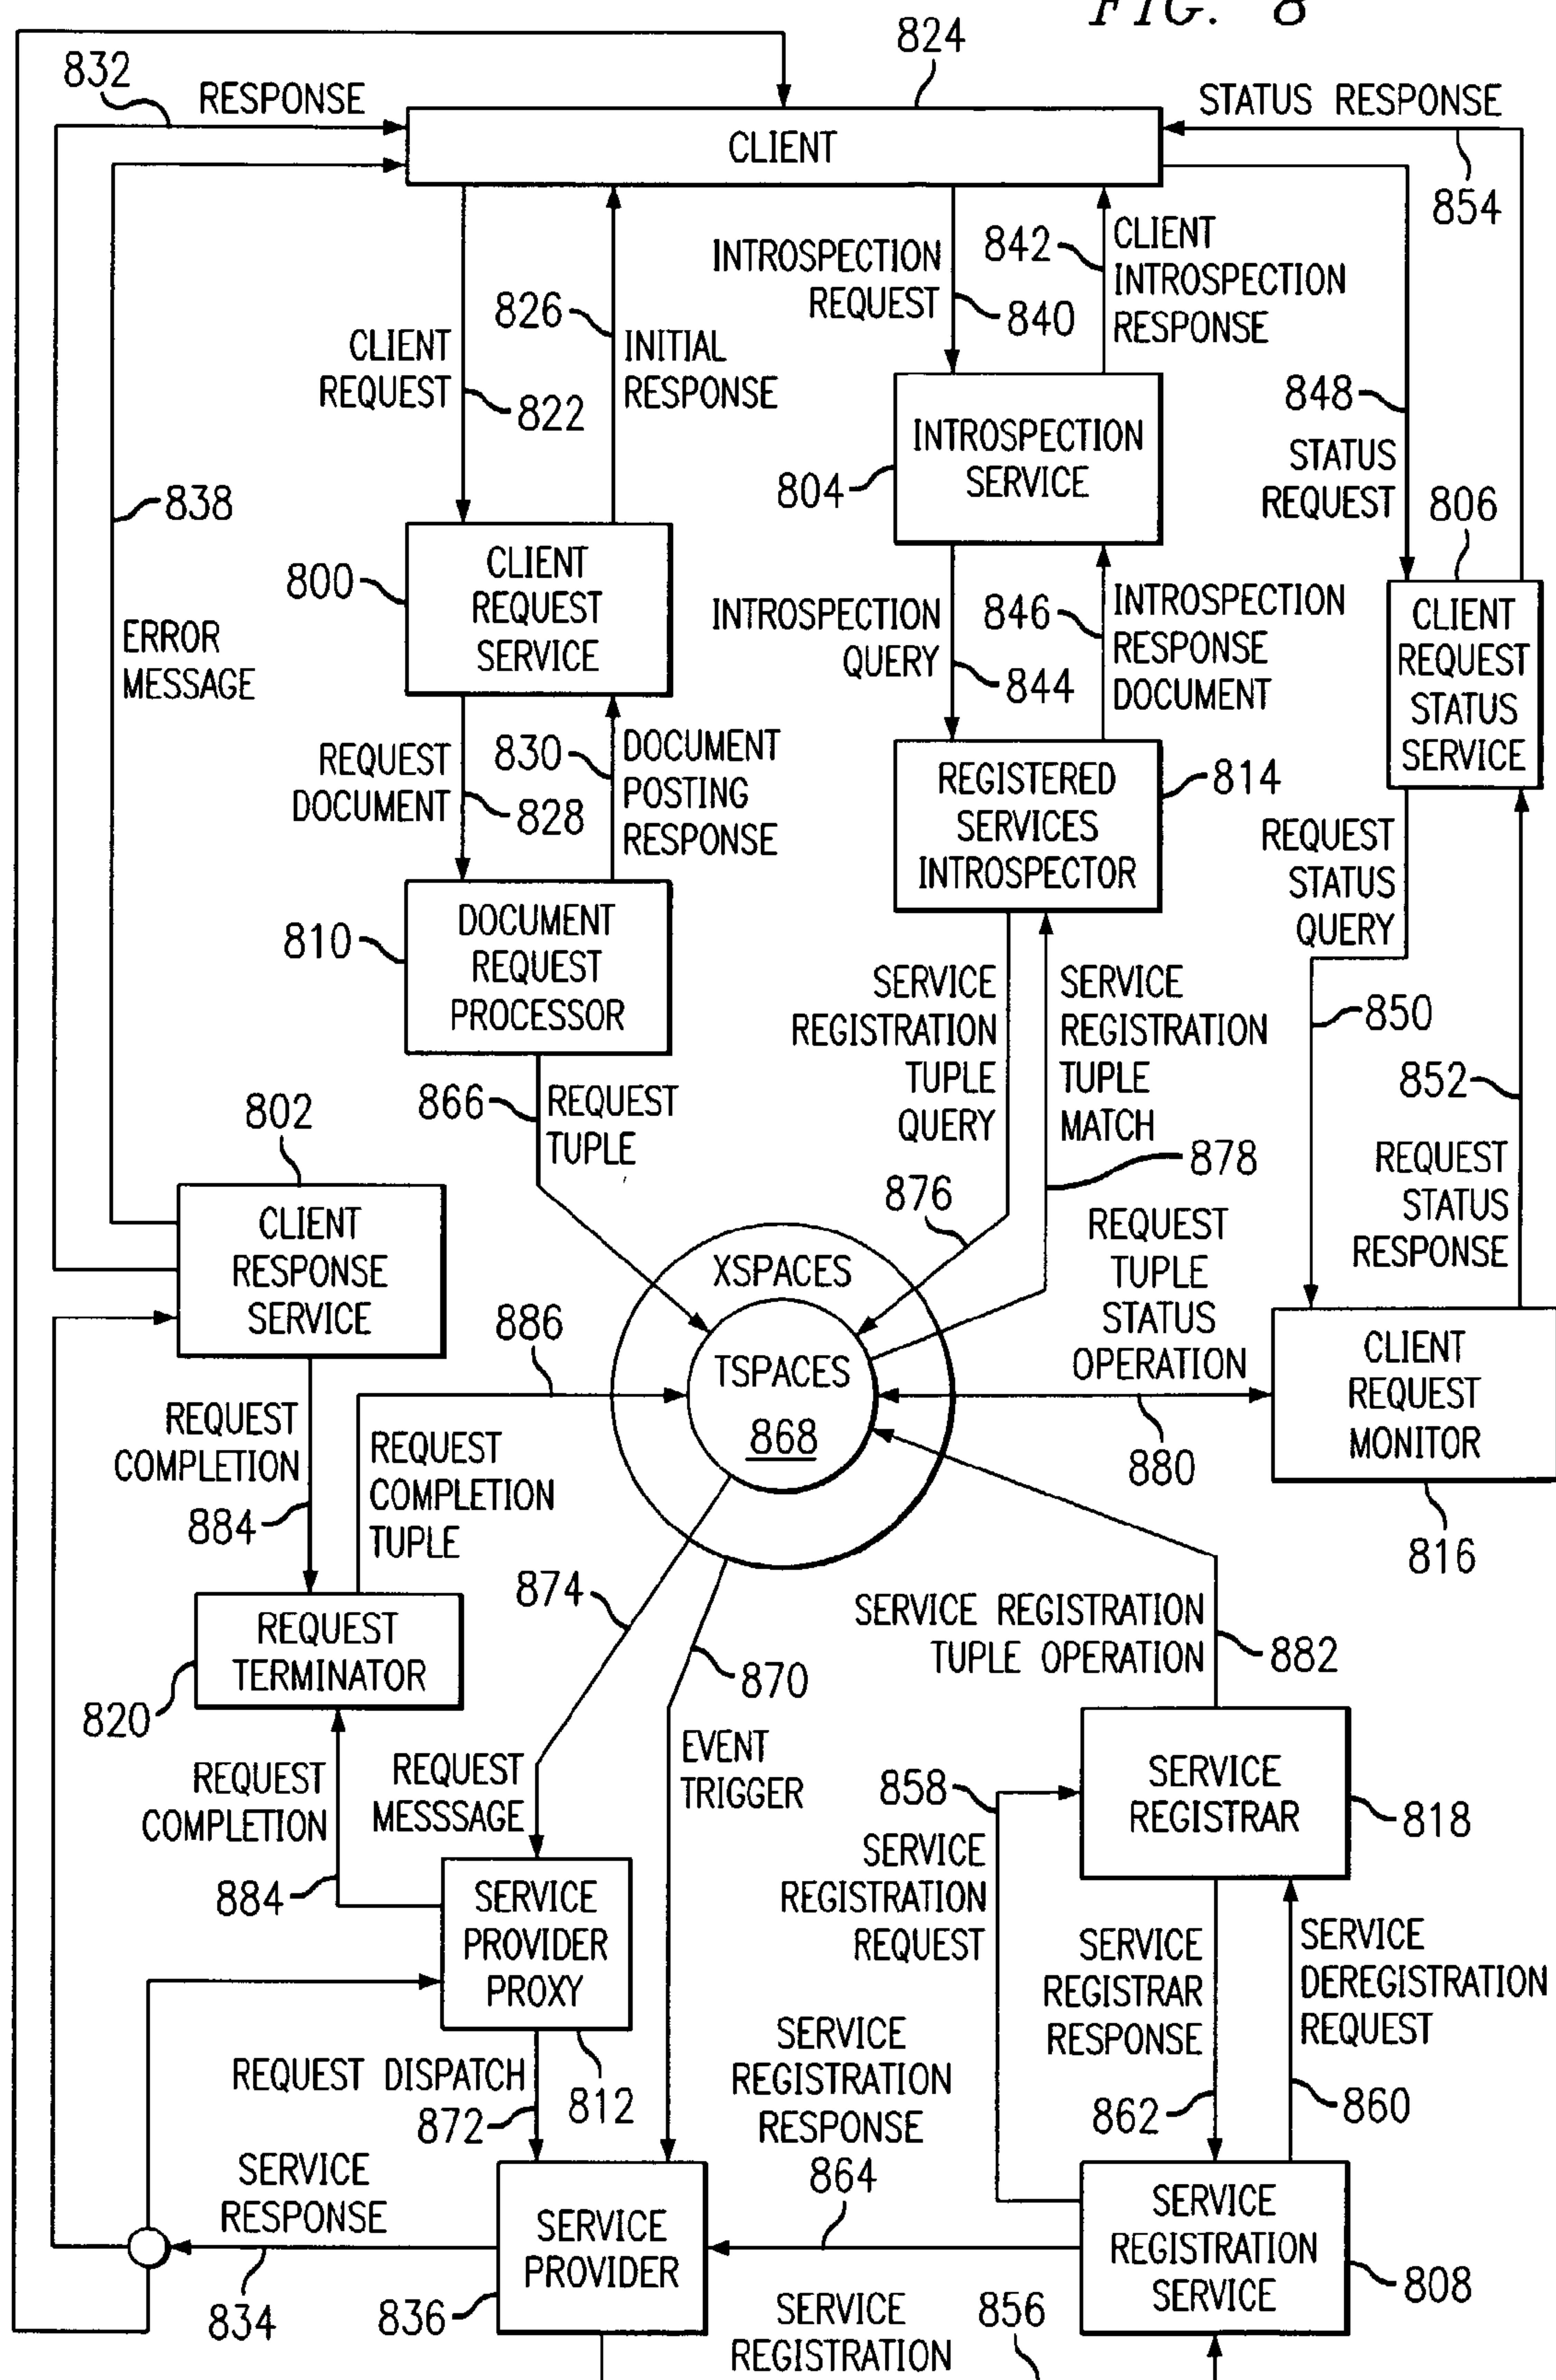 FIG. 8
824
832
RESPONSE
STATUS RESPONSE
CLIENT
854
INTROSPECTION
REQUEST
840
842
CLIENT
INTROSPECTION
RESPONSE
826
INITIAL
RESPONSE
CLIENT
REQUEST
822
848
STATUS
REQUEST
838
INTROSPECTION
SERVICE
804
806
800
CLIENT
REQUEST
SERVICE
ERROR
MESSAGE
INTROSPECTION
QUERY
844
846
INTROSPECTION
RESPONSE
DOCUMENT
CLIENT
REQUEST
STATUS
SERVICE
REQUEST
DOCUMENT
828
830
DOCUMENT
POSTING
RESPONSE
REGISTERED
SERVICES
INTROSPECTOR
814
REQUEST
STATUS
QUERY
810
DOCUMENT
REQUEST
PROCESSOR
SERVICE
REGISTRATION
TUPLE
QUERY
SERVICE
REGISTRATION
TUPLE
MATCH
850
852
866
REQUEST
TUPLE
802
878
876
REQUEST
STATUS
RESPONSE
CLIENT
RESPONSE
SERVICE
XSPACES
REQUEST
TUPLE
STATUS
OPERATION
886
TSPACES
868
CLIENT
REQUEST
MONITOR
880
816
REQUEST
COMPLETION
884
REQUEST
COMPLETION
TUPLE
874
870
REQUEST
TERMINATOR
820
SERVICE REGISTRATION
TUPLE OPERATION
882
EVENT
TRIGGER
REQUEST
COMPLETION
884
REQUEST
MESSSAGE
858
SERVICE
REGISTRATION
REQUEST
SERVICE
REGISTRAR
818
SERVICE
PROVIDER
PROXY
SERVICE
REGISTRAR
RESPONSE
SERVICE
DEREGISTRATION
REQUEST
REQUEST DISPATCH
872
812
SERVICE
REGISTRATION
RESPONSE
864
862
860
SERVICE
RESPONSE
834
SERVICE
PROVIDER
836
SERVICE
REGISTRATION
SERVICE
808
SERVICE
REGISTRATION
856